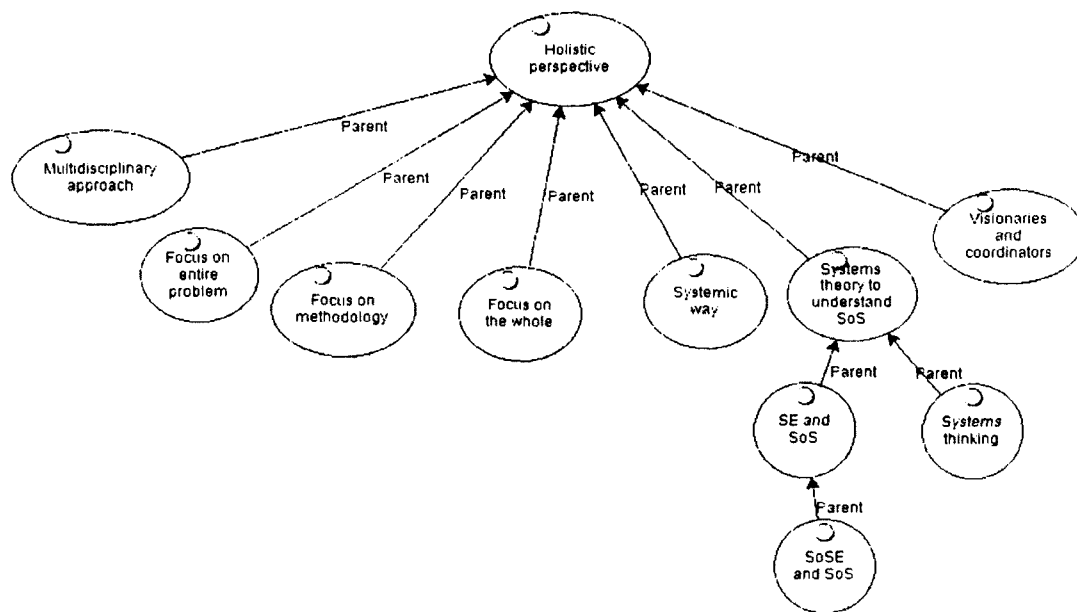 Holistic
perspective
Parent
Multidisciplinary
approach
Parent
Parent
Parent
Parent
Parent
Parent
Focus on
entire
problem
Focus on
methodology
Focus on
the whole
Systemic
way
Systems
theory to
understand
SoS
Visionaries
and
coordinators
Parent
Parent
SE and
SoS
Systems
thinking
Parent
SoSE
and SoS